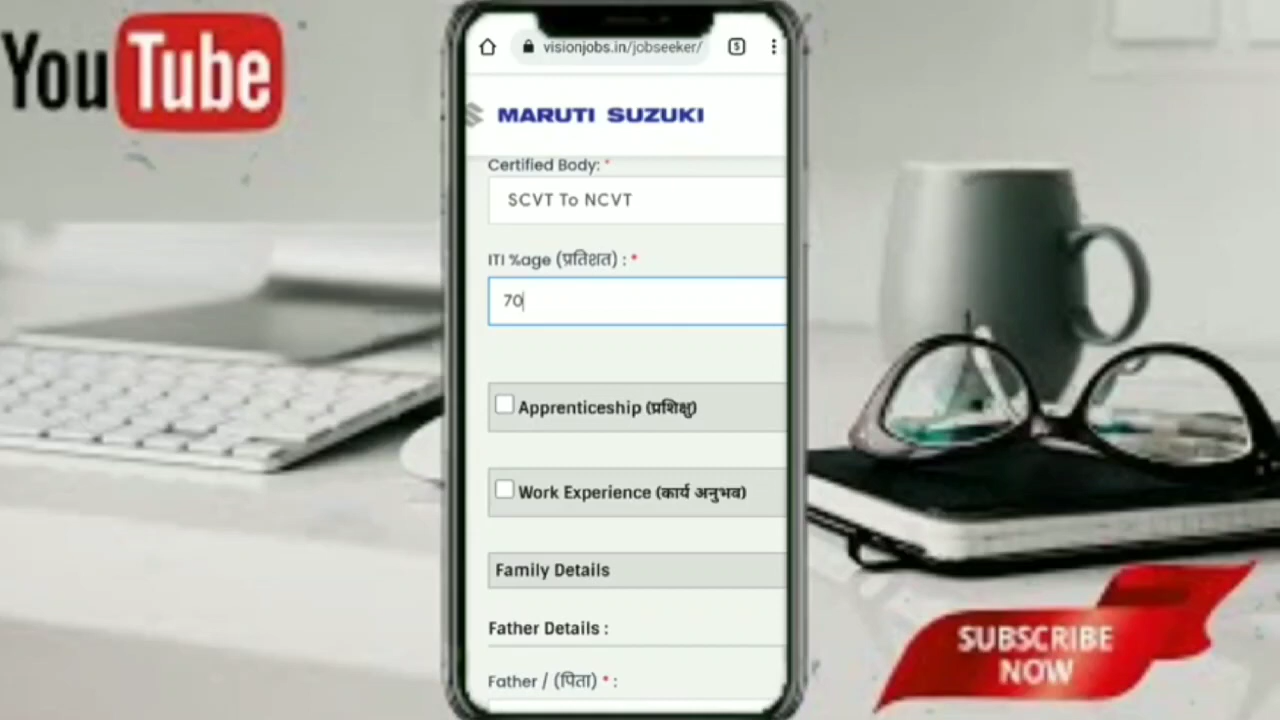 YouTube
visionjobs.in/jobseeker/
MARUTI SUZUKI
Certified Body: *
SCVT To NCVT
ITI %age (प्रतिशत) : *
70
Apprenticeship (प्रशिक्षु)
Work Experience (कार्य अनुभव)
Family Details
Father Details :
Father / (पिता) * :
SUBSCRIBE
NOW